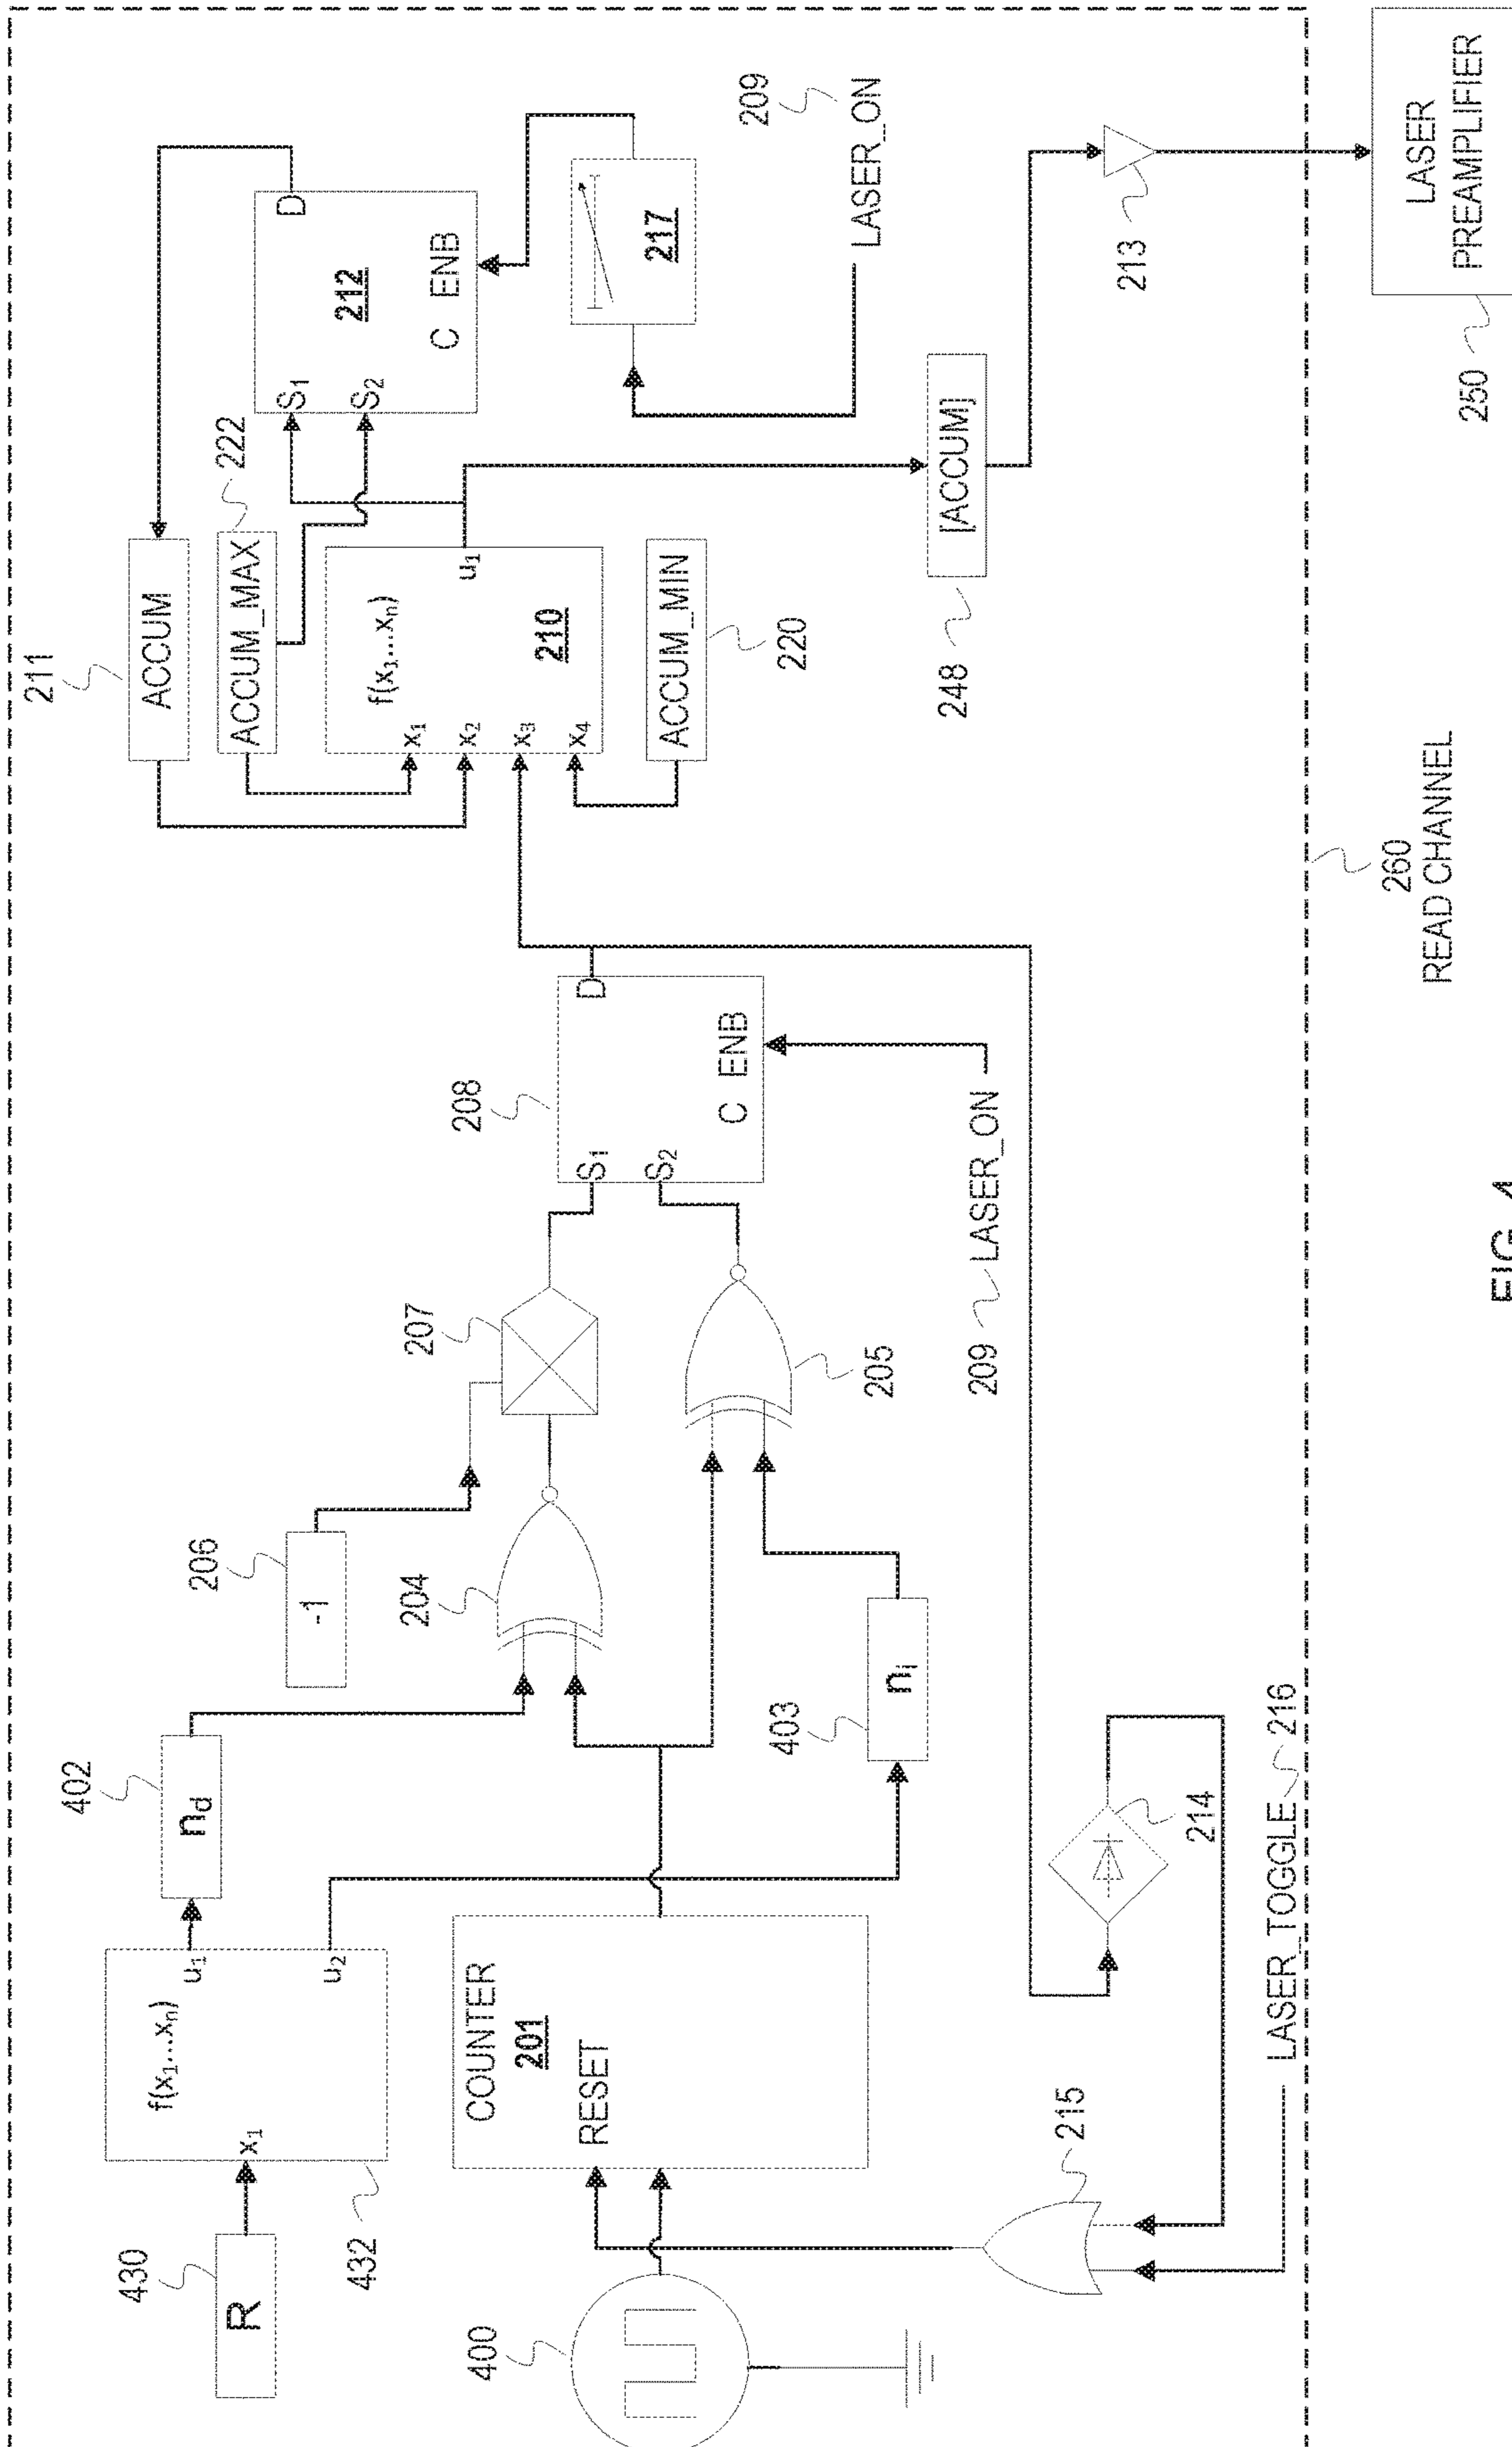 430
R
432
x1
f(x1...xn)
u1
u2
402
nd
206
-1
204
207
400
COUNTER
201
RESET
215
403
ni
205
208
S1
S2
D
C ENB
209 LASER_ON
LASER_TOGGLE 216
214
211
ACCUM
ACCUM_MAX
222
f(x1...xn)
x1
x2
x3
x4
210
u1
ACCUM_MIN
220
S1
S2
212
D
C ENB
217
209
LASER_ON
248
[ACCUM]
213
260
READ CHANNEL
250
LASER
PREAMPLIFIER
FIG. 4